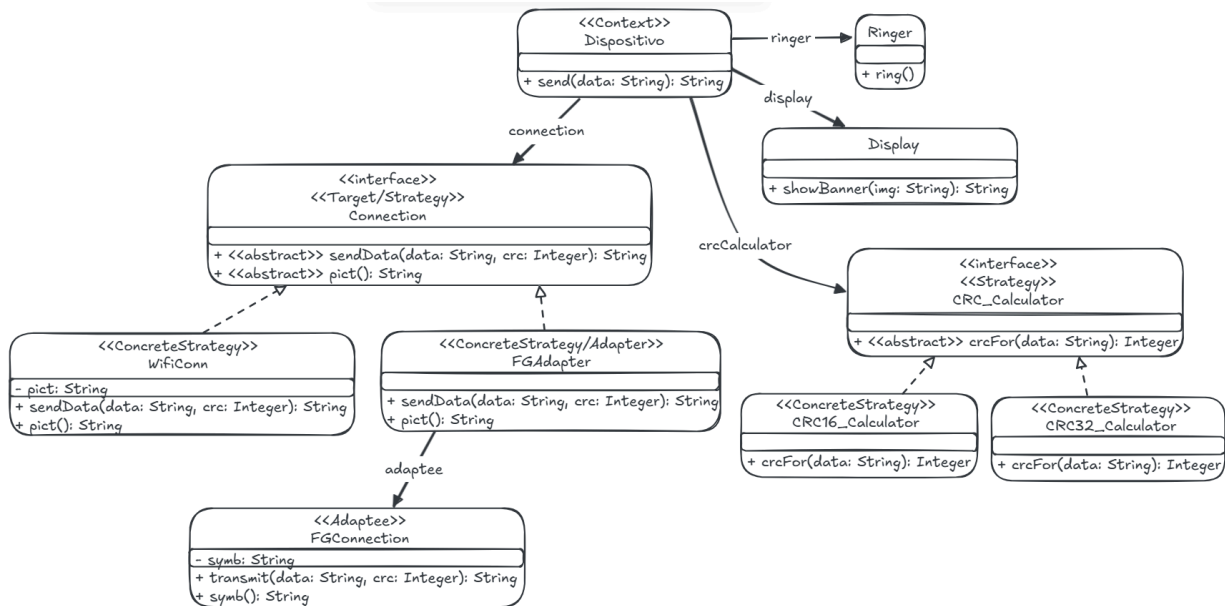 <<Context>>
Dispositivo
+ send(data: String): String
ringer
Ringer
+ ring()
display
Display
+ showBanner(img: String): String
connection
<<interface>>
<<Target/Strategy>>
Connection
+ <<abstract>> sendData(data: String, crc: Integer): String
+ <<abstract>> pict(): String
crcCalculator
<<interface>>
<<Strategy>>
CRC_Calculator
+ <<abstract>> crcFor(data: String): Integer
<<ConcreteStrategy>>
WifiConn
- pict: String
+ sendData(data: String, crc: Integer): String
+ pict(): String
<<ConcreteStrategy/Adapter>>
FGAdapter
+ sendData(data: String, crc: Integer): String
+ pict(): String
<<ConcreteStrategy>>
CRC16_Calculator
+ crcFor(data: String): Integer
<<ConcreteStrategy>>
CRC32_Calculator
+ crcFor(data: String): Integer
adaptee
<<Adaptee>>
FGConnection
- symb: String
+ transmit(data: String, crc: Integer): String
+ symb(): String